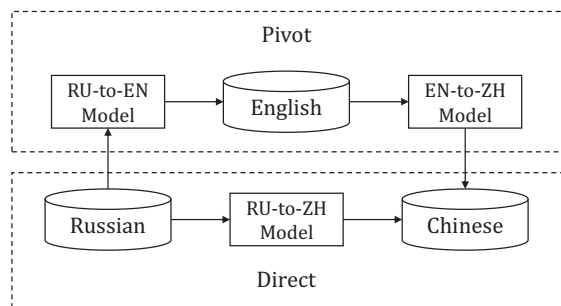 Pivot
RU-to-EN
Model
English
EN-to-ZH
Model
Russian
RU-to-ZH
Model
Chinese
Direct